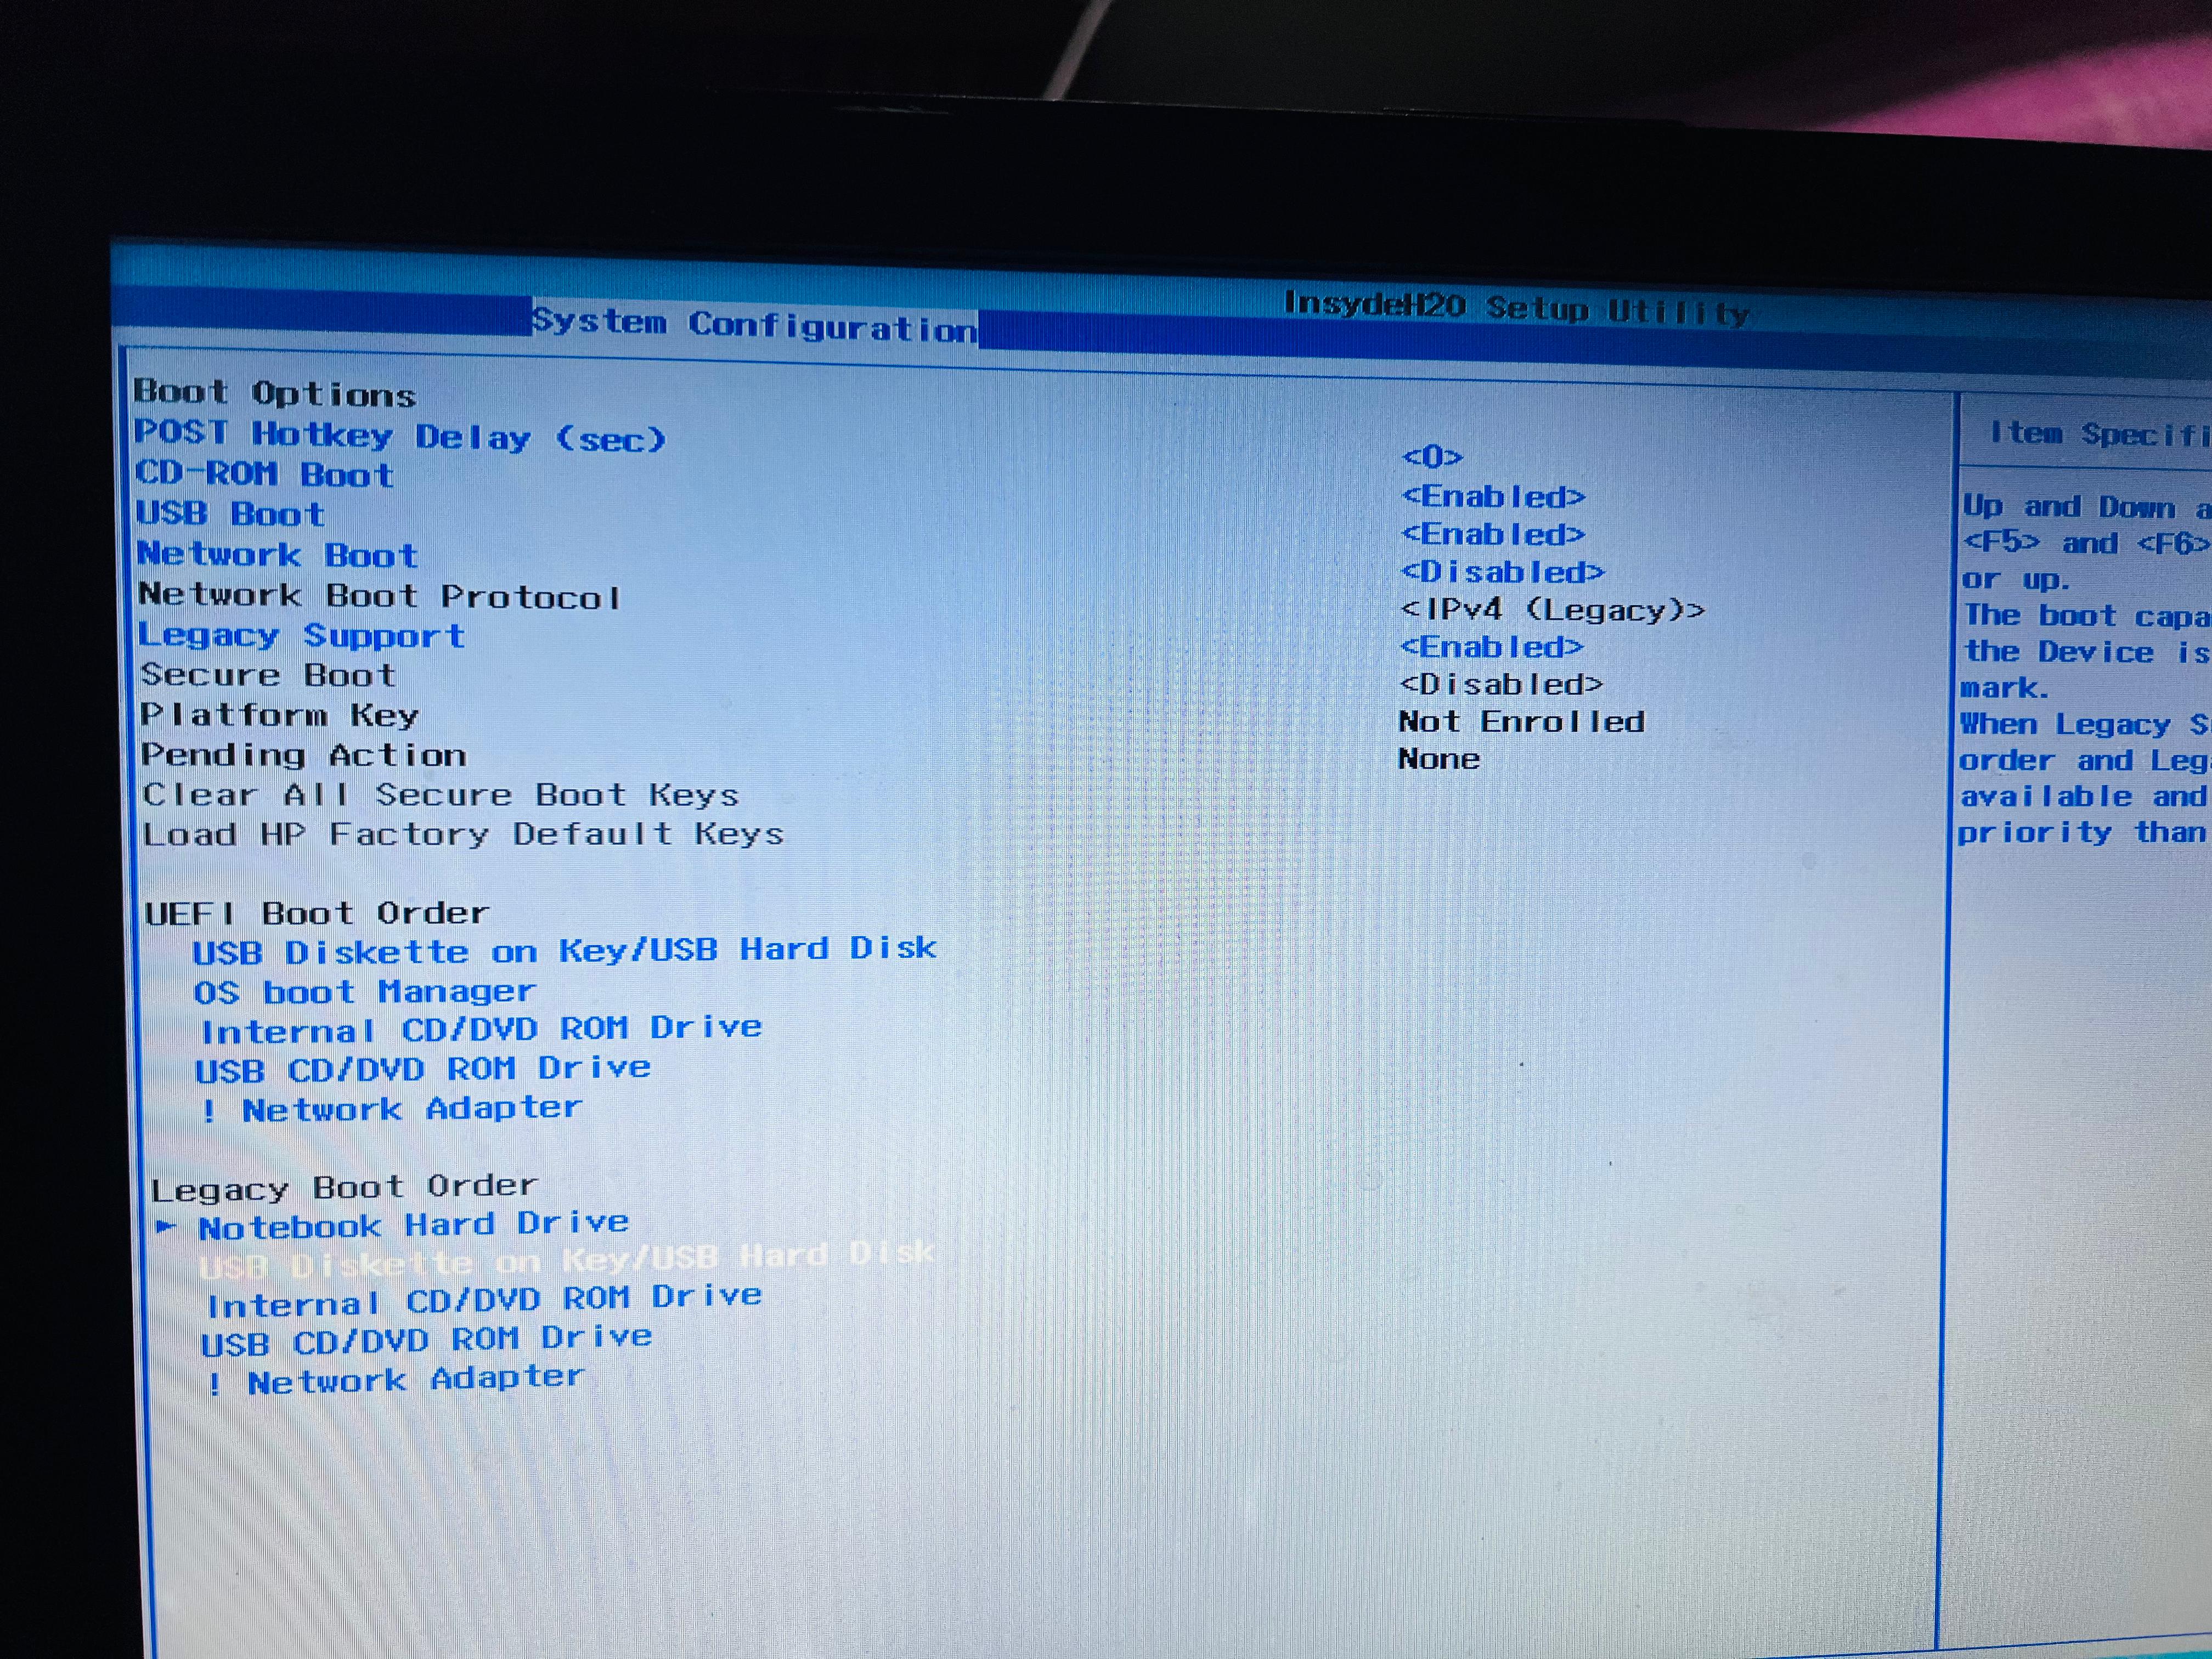 InsydeH20 Setup Utility
System Configuration
Boot Options
POST Hotkey Delay (sec) <0>
CD-ROM Boot <Enabled>
USB Boot <Enabled>
Network Boot <Disabled>
Network Boot Protocol <IPv4 (Legacy)>
Legacy Support <Enabled>
Secure Boot <Disabled>
Platform Key Not Enrolled
Pending Action None
Clear All Secure Boot Keys
Load HP Factory Default Keys
UEFI Boot Order
USB Diskette on Key/USB Hard Disk
OS boot Manager
Internal CD/DVD ROM Drive
USB CD/DVD ROM Drive
! Network Adapter
Legacy Boot Order
► Notebook Hard Drive
USB Diskette on Key/USB Hard Disk
Internal CD/DVD ROM Drive
USB CD/DVD ROM Drive
! Network Adapter
Item Specifi
Up and Down a
<F5> and <F6>
or up.
The boot capa
the Device is
mark.
When Legacy S
order and Leg
available and
priority than